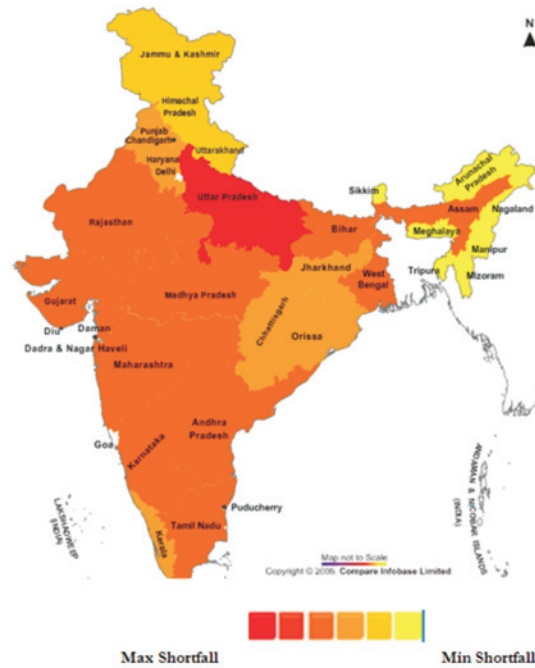 N
Jammu & Kashmir
Himachal
Pradesh
Punjab
Chandigarh
Uttarakhand
Haryana
Delhi
Arunachal
Pradesh
Sikkim
Uttar Pradesh
Assam
Nagaland
Rajasthan
Bihar
Meghalaya
Manipur
Jharkhand
Tripura
Mizoram
West
Bengal
Gujarat
Madhya Pradesh
Chhattisgarh
Orissa
Diu
Daman
Dadra & Nagar Haveli
Maharashtra
Andhra
Pradesh
Goa
Karnataka
ANDAMAN & NICOBAR ISLANDS
(INDIA)
LAKSHADWEEP
(INDIA)
Puducherry
Tamil Nadu
Kerala
Map not to Scale
Copyright © 2006. Compare Infobase Limited
Max Shortfall
Min Shortfall